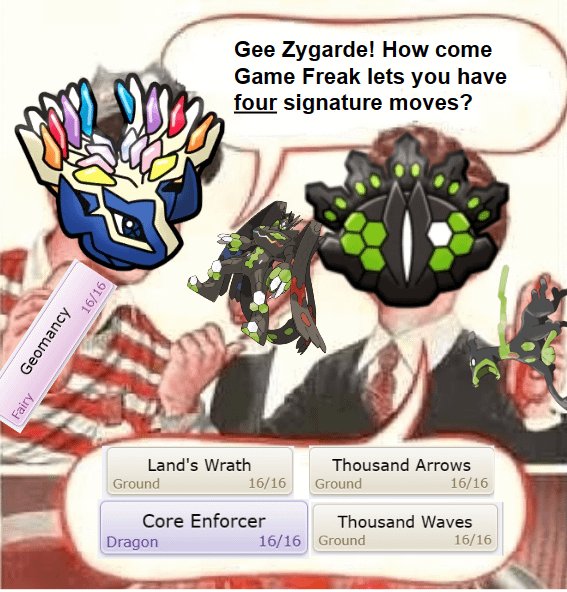 Gee Zygarde! How come
Game Freak lets you have
four signature moves?
Geomancy
Fairy 16/16
Land's Wrath
Ground 16/16
Thousand Arrows
Ground 16/16
Core Enforcer
Dragon 16/16
Thousand Waves
Ground 16/16